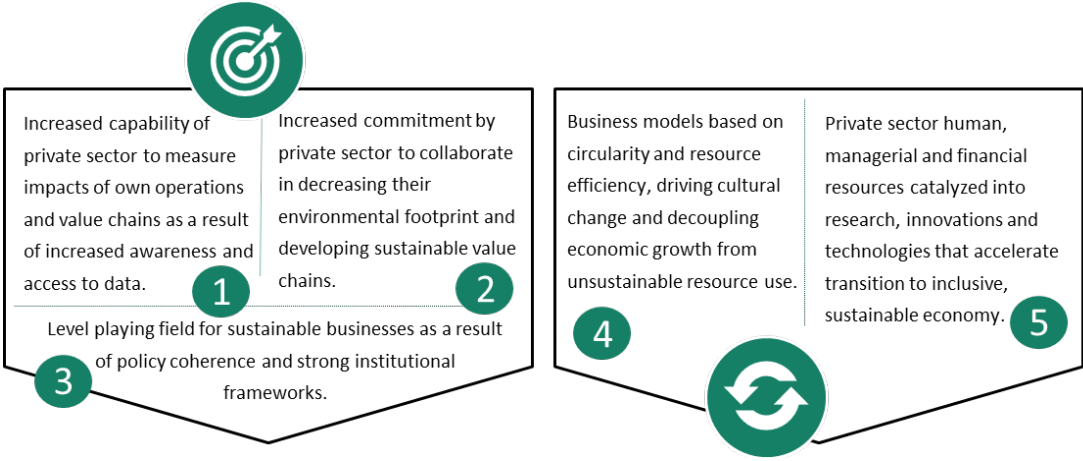 Increased capability of
private sector to measure
impacts of own operations
and value chains as a result
of increased awareness and
access to data.
1
Increased commitment by
private sector to collaborate
in decreasing their
environmental footprint and
developing sustainable value
chains.
2
Level playing field for sustainable businesses as a result
of policy coherence and strong institutional
frameworks.
3
Business models based on
circularity and resource
efficiency, driving cultural
change and decoupling
economic growth from
unsustainable resource use.
4
Private sector human,
managerial and financial
resources catalyzed into
research, innovations and
technologies that accelerate
transition to inclusive,
sustainable economy.
5